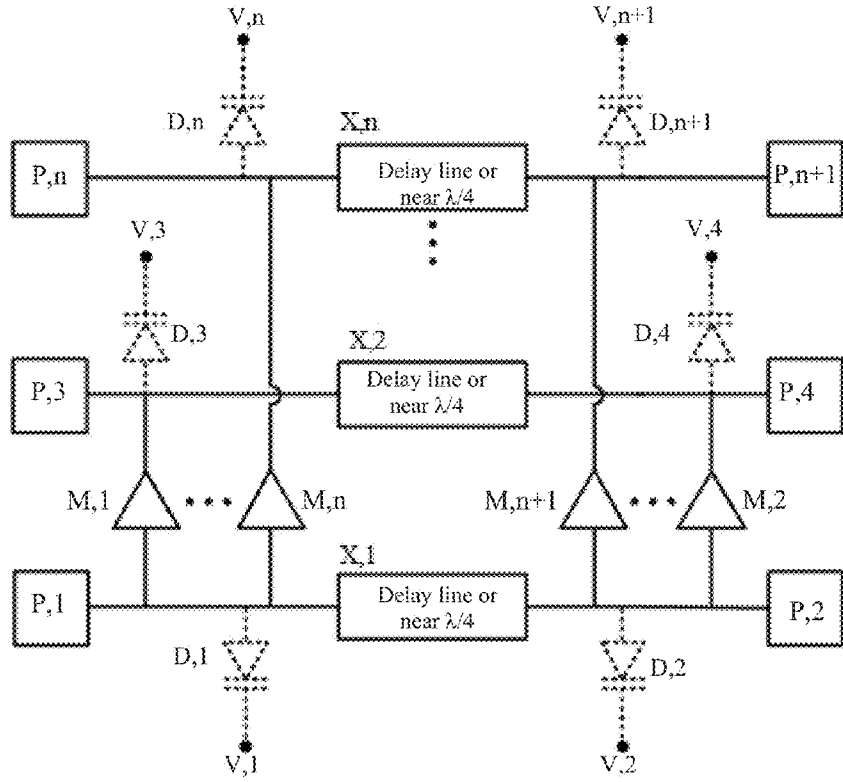 V,n V,n+1
D,n X,n D,n+1
P,n Delay line or near λ/4 P,n+1
V,3 V,4
D,3 X,2 D,4
P,3 Delay line or near λ/4 P,4
M,1 M,n M,n+1 M,2
X,1
P,1 Delay line or near λ/4 P,2
D,1 D,2
V,1 V,2